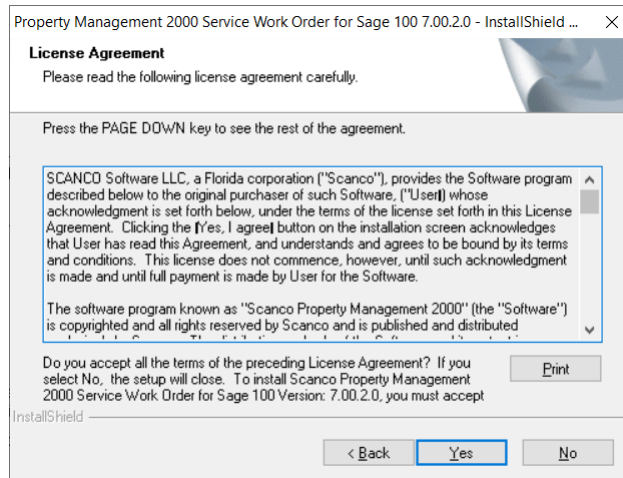 Property Management 2000 Service Work Order for Sage 100 7.00.2.0 - InstallShield ...
License Agreement
Please read the following license agreement carefully.
Press the PAGE DOWN key to see the rest of the agreement.
SCANCO Software LLC, a Florida corporation ("Scanco"), provides the Software program
described below to the original purchaser of such Software, ("User) whose
acknowledgment is set forth below, under the terms of the license set forth in this License
Agreement. Clicking the Yes, I agree button on the installation screen acknowledges
that User has read this Agreement, and understands and agrees to be bound by its terms
and conditions. This license does not commence, however, until such acknowledgment
is made and until full payment is made by User for the Software.
The software program known as "Scanco Property Management 2000" (the "Software")
is copyrighted and all rights reserved by Scanco and is published and distributed
Do you accept all the terms of the preceding License Agreement? If you
select No, the setup will close. To install Scanco Property Management
2000 Service Work Order for Sage 100 Version: 7.00.2.0, you must accept
Print
InstallShield
< Back
Yes
No